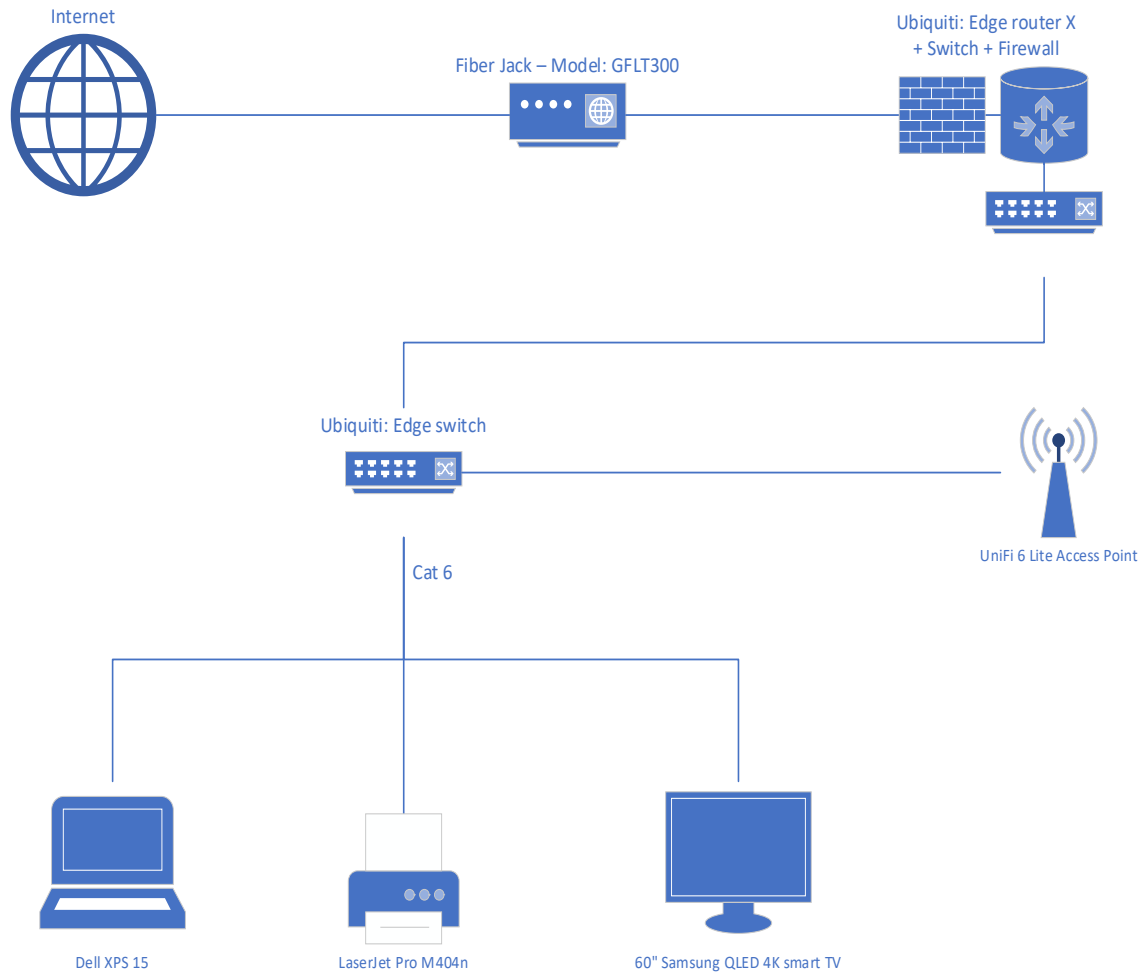 Internet
Fiber Jack – Model: GFLT300
Ubiquiti: Edge router X
+ Switch + Firewall
Ubiquiti: Edge switch
UniFi 6 Lite Access Point
Cat 6
Dell XPS 15
LaserJet Pro M404n
60" Samsung QLED 4K smart TV